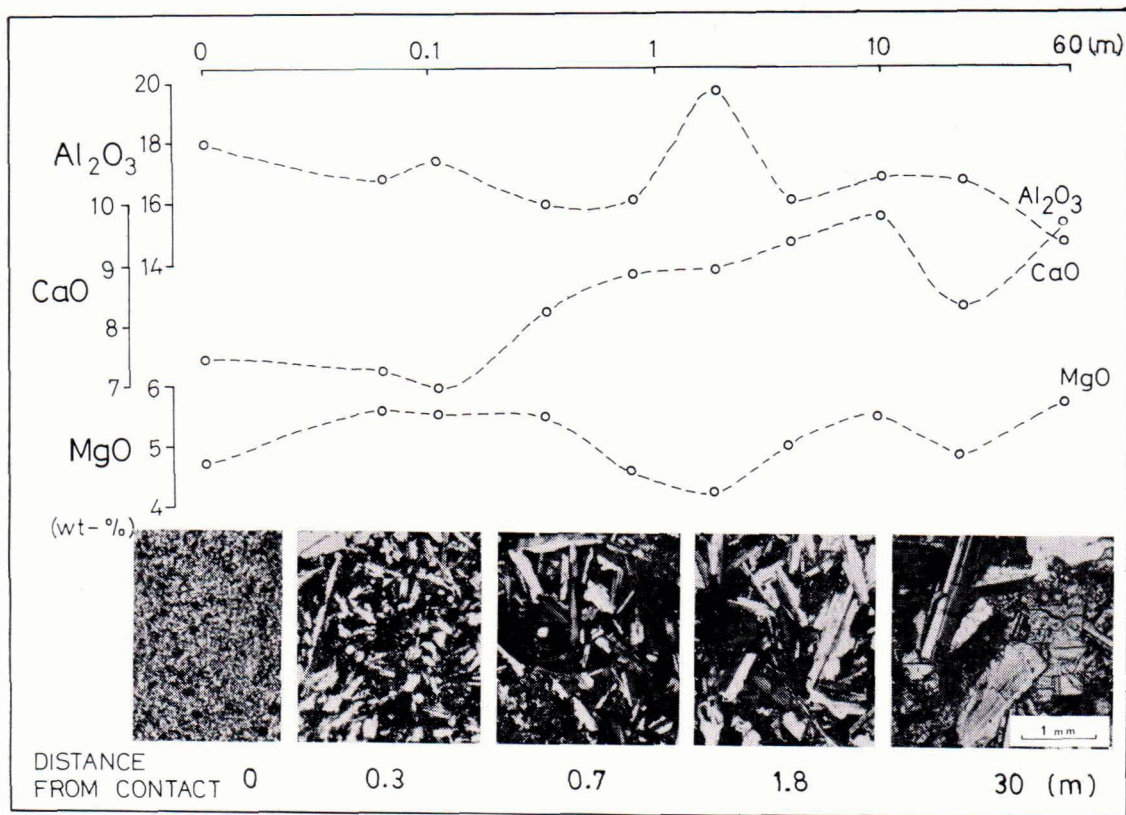 0 0.1 1 10 60 (m)
20
18
16
14
Al₂O₃
10
9
8
7
CaO
6
5
4
MgO
(wt-%)
Al₂O₃
CaO
MgO
1 mm
DISTANCE
FROM CONTACT 0 0.3 0.7 1.8 30 (m)